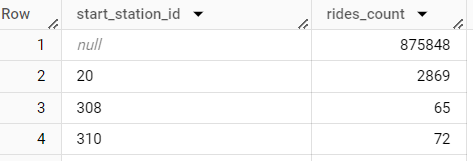 Row start_station_id rides_count
1 null 875848
2 20 2869
3 308 65
4 310 72